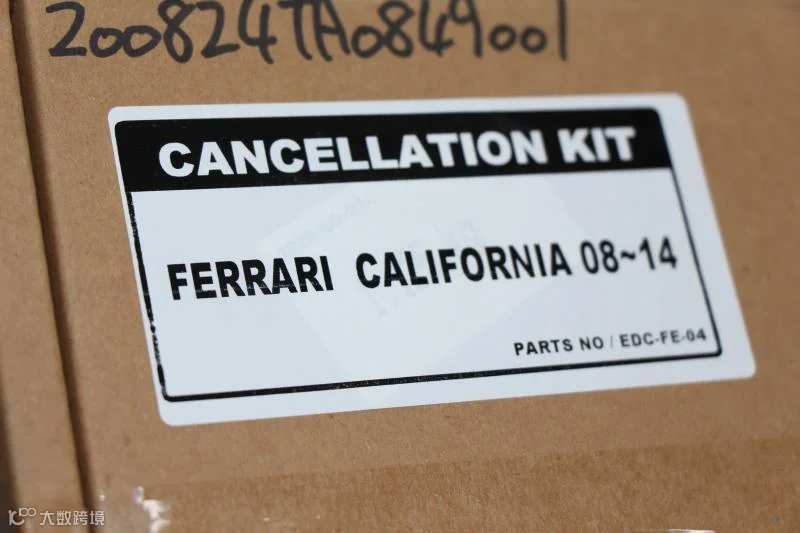 200824TA0849001
CANCELLATION KIT
FERRARI CALIFORNIA 08~14
PARTS NO / EDC-FE-04
大数跨境